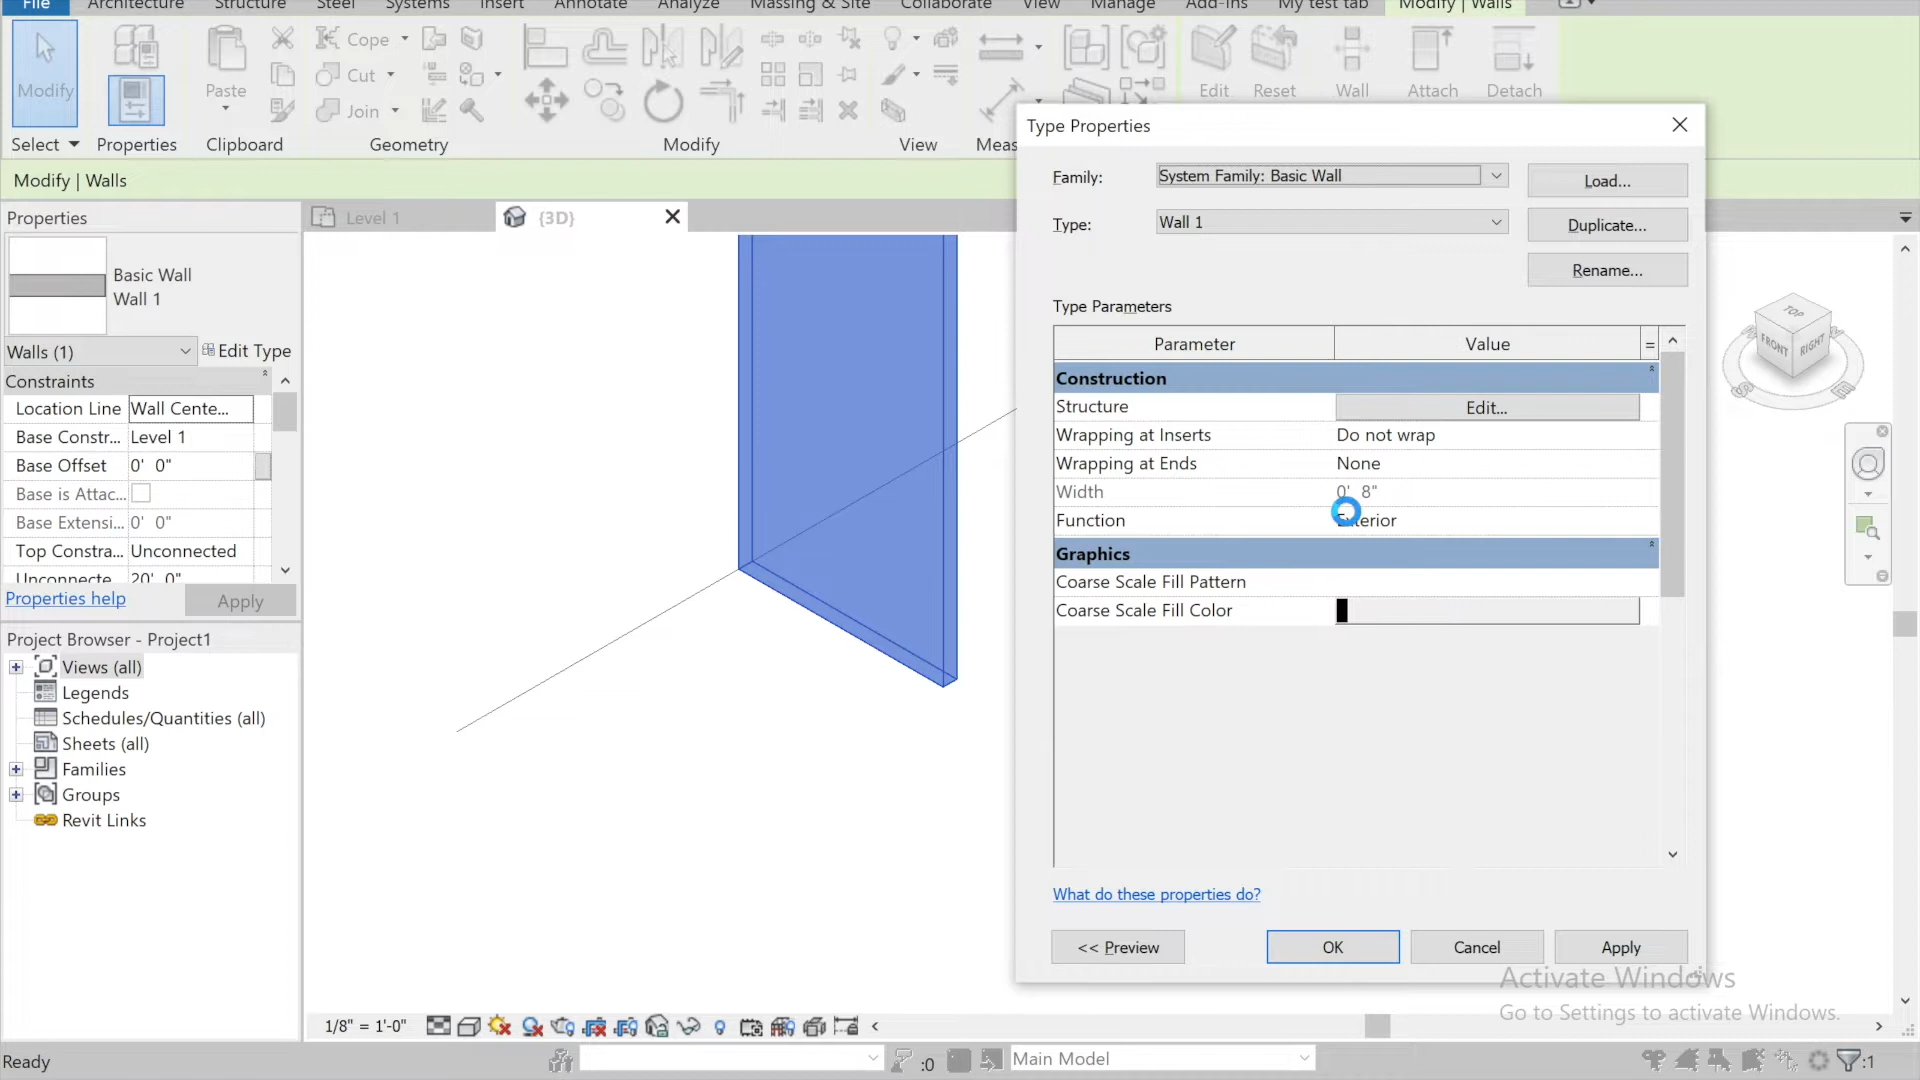 File Architecture Structure Steel Systems Insert Annotate Analyze Massing & Site Collaborate View Manage Add-Ins My test tab Modify | Walls
Modify
Paste
Cope
Cut
Join
Edit Reset Wall Attach Detach
Select Properties Clipboard Geometry Modify View Meas
Modify | Walls
Properties
Basic Wall
Wall 1
Walls (1) Edit Type
Constraints
Location Line Wall Cente...
Base Constr... Level 1
Base Offset 0' 0"
Base is Attac...
Base Extensi... 0' 0"
Top Constra... Unconnected
Unconnecte... 20' 0"
Properties help Apply
Project Browser - Project1
Views (all)
Legends
Schedules/Quantities (all)
Sheets (all)
Families
Groups
Revit Links
Level 1 {3D}
TOP
FRONT RIGHT
S E
Type Properties
Family: System Family: Basic Wall Load...
Type: Wall 1 Duplicate...
Rename...
Type Parameters
Parameter Value =
Construction
Structure Edit...
Wrapping at Inserts Do not wrap
Wrapping at Ends None
Width 0' 8"
Function Exterior
Graphics
Coarse Scale Fill Pattern
Coarse Scale Fill Color
What do these properties do?
<< Preview OK Cancel Apply
Activate Windows
Go to Settings to activate Windows.
1/8" = 1'-0"
Ready :0 Main Model :1